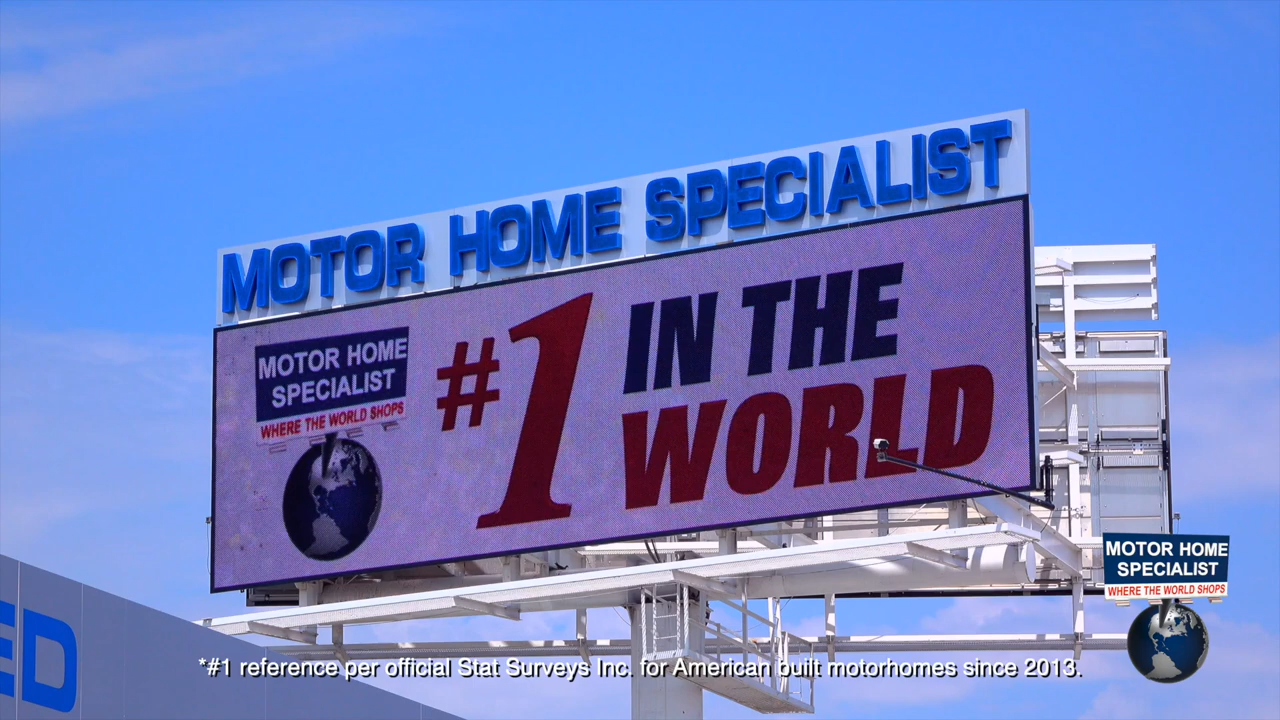 MOTOR HOME SPECIALIST
MOTOR HOME
SPECIALIST
WHERE THE WORLD SHOPS
#1
IN THE
WORLD
ED
MOTOR HOME
SPECIALIST
WHERE THE WORLD SHOPS
*#1 reference per official Stat Surveys Inc. for American built motorhomes since 2013.